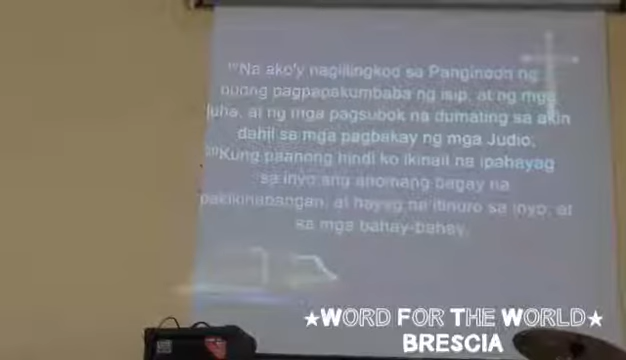 ¹⁹Na ako'y naglilingkod sa Panginoon ng
buong pagpapakumbaba ng isip, at ng mga
luha, at ng mga pagsubok na dumating sa akin
dahil sa mga pagbakay ng mga Judio;
²⁰Kung paanong hindi ko ikinait na ipahayag
sa inyo ang anomang bagay na
pakikinabangan, at hayag na itinuro sa inyo, at
sa mga bahay-bahay,
★WORD FOR THE WORLD★
BRESCIA